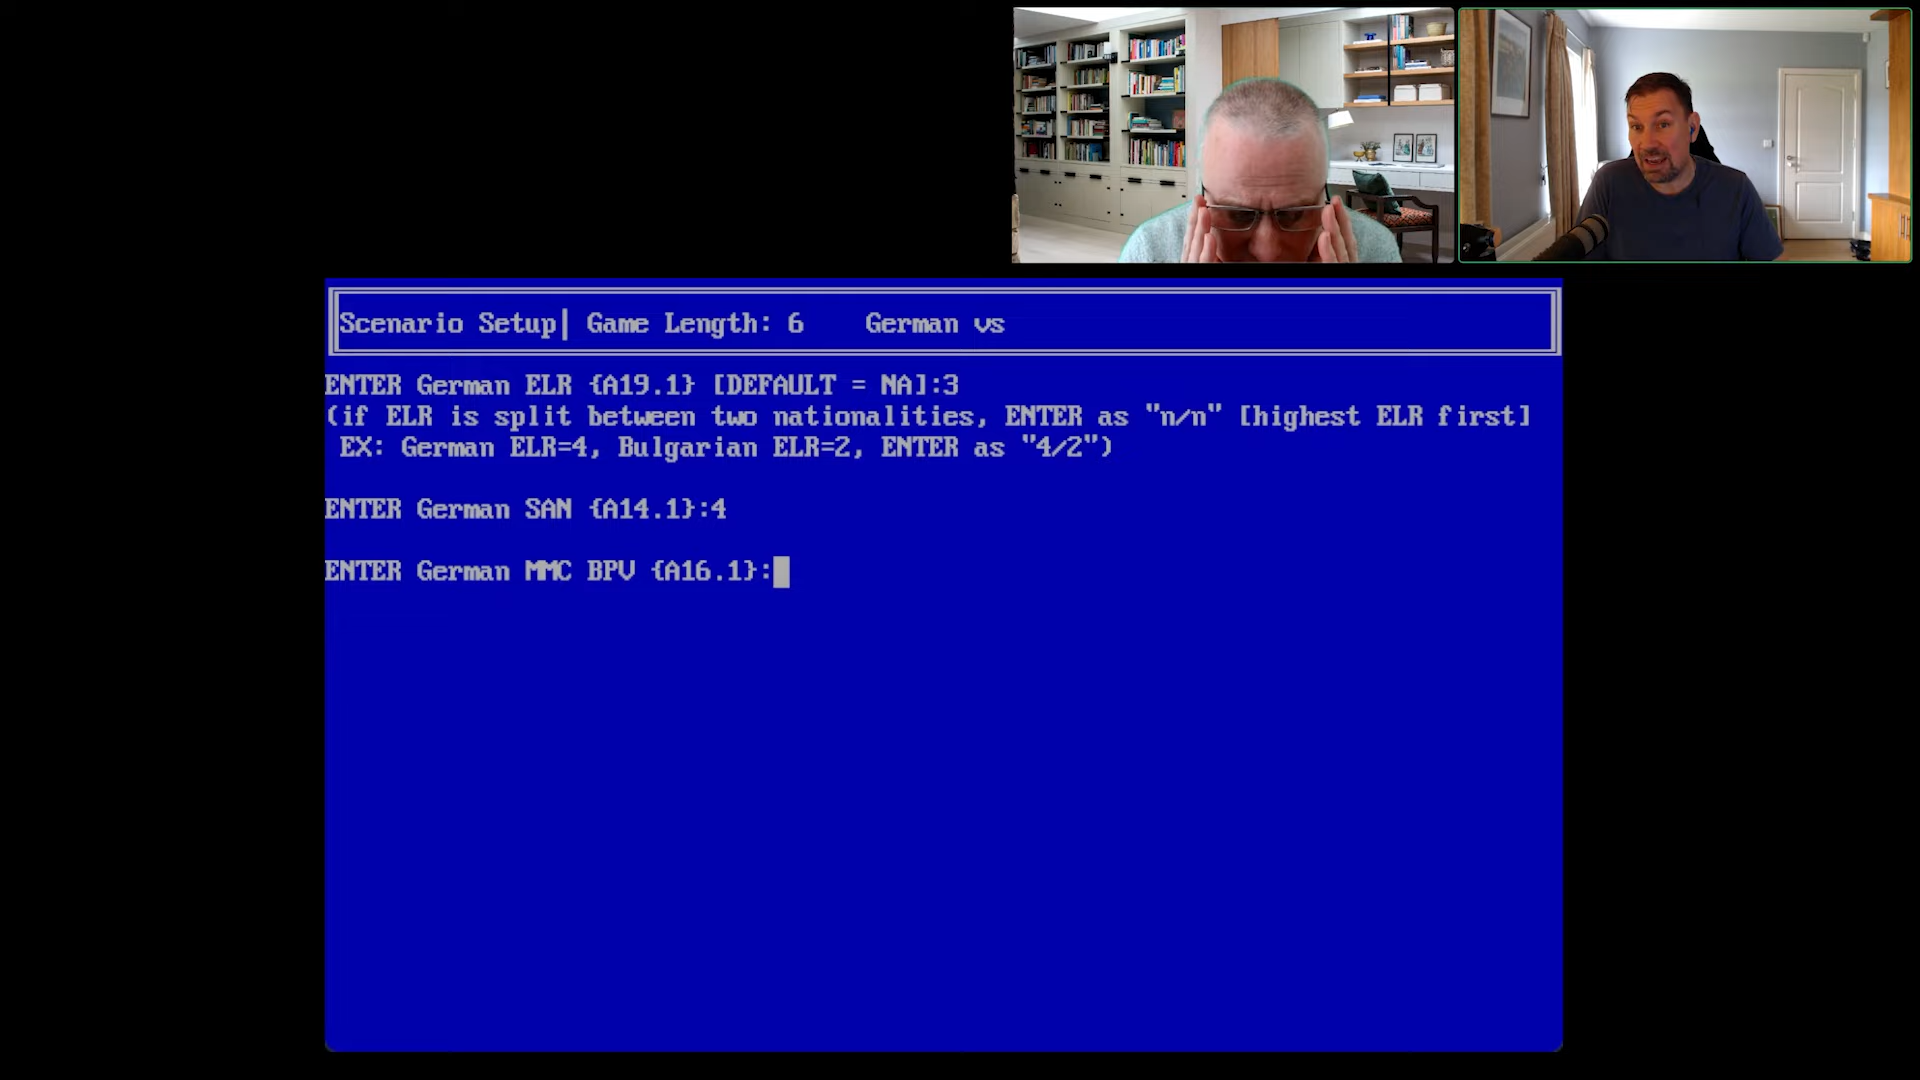 Scenario Setup| Game Length: 6 German vs
ENTER German ELR {A19.1} [DEFAULT = NA]:3
(if ELR is split between two nationalities, ENTER as "n/n" [highest ELR first]
EX: German ELR=4, Bulgarian ELR=2, ENTER as "4/2")
ENTER German SAN {A14.1}:4
ENTER German MMC BPV {A16.1}: